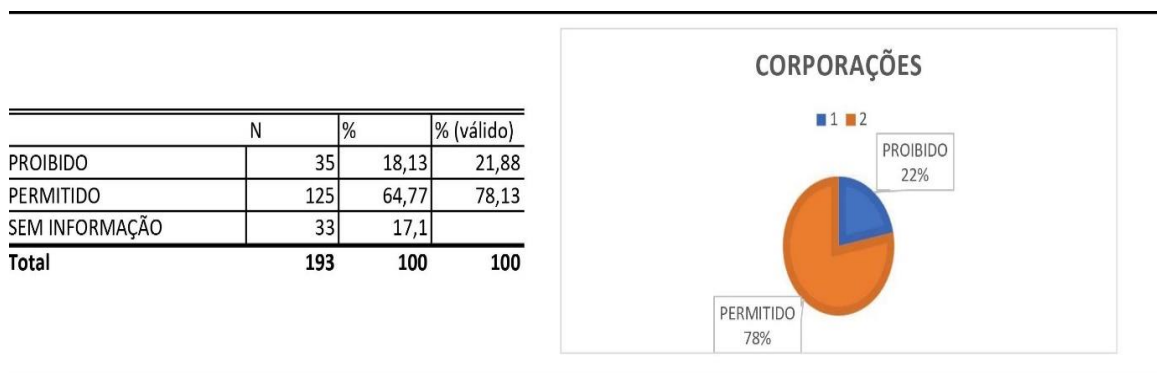 N % % (válido)
PROIBIDO 35 18,13 21,88
PERMITIDO 125 64,77 78,13
SEM INFORMAÇÃO 33 17,1
Total 193 100 100
CORPORAÇÕES
1 2
PROIBIDO
22%
PERMITIDO
78%